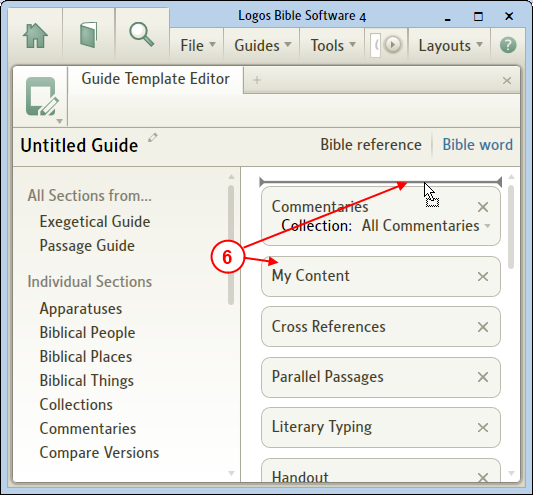 Logos Bible Software 4
File Guides Tools Layouts
Guide Template Editor
Untitled Guide
Bible reference Bible word
All Sections from...
Exegetical Guide
Passage Guide
Individual Sections
Apparatuses
Biblical People
Biblical Places
Biblical Things
Collections
Commentaries
Compare Versions
6
Commentaries
Collection: All Commentaries
My Content
Cross References
Parallel Passages
Literary Typing
Handout